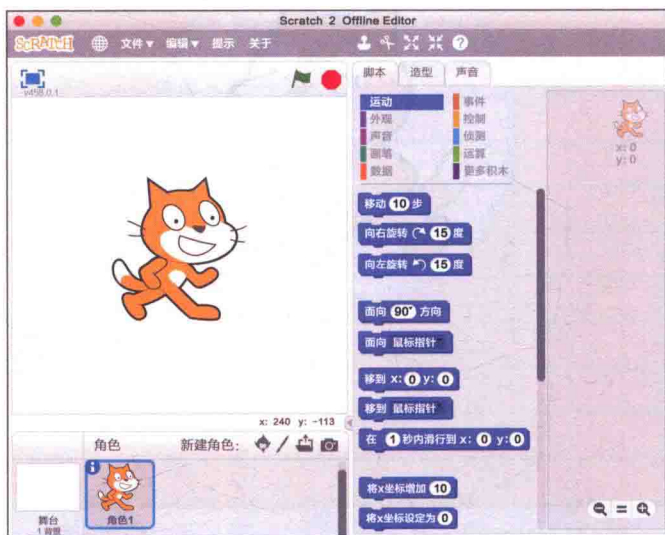 Scratch 2 Offline Editor
SCRATCH 文件▼ 编辑▼ 提示 关于
v458.0.1
脚本 造型 声音
运动 事件
外观 控制
声音 侦测
画笔 运算
数据 更多积木
x: 0
y: 0
移动 10 步
向右旋转 15 度
向左旋转 15 度
面向 90° 方向
面向 鼠标指针
移到 x: 0 y: 0
移到 鼠标指针
在 1 秒内滑行到 x: 0 y: 0
将x坐标增加 10
将x坐标设定为 0
x: 240 y: -113
角色 新建角色:
舞台
1 背景
角色1